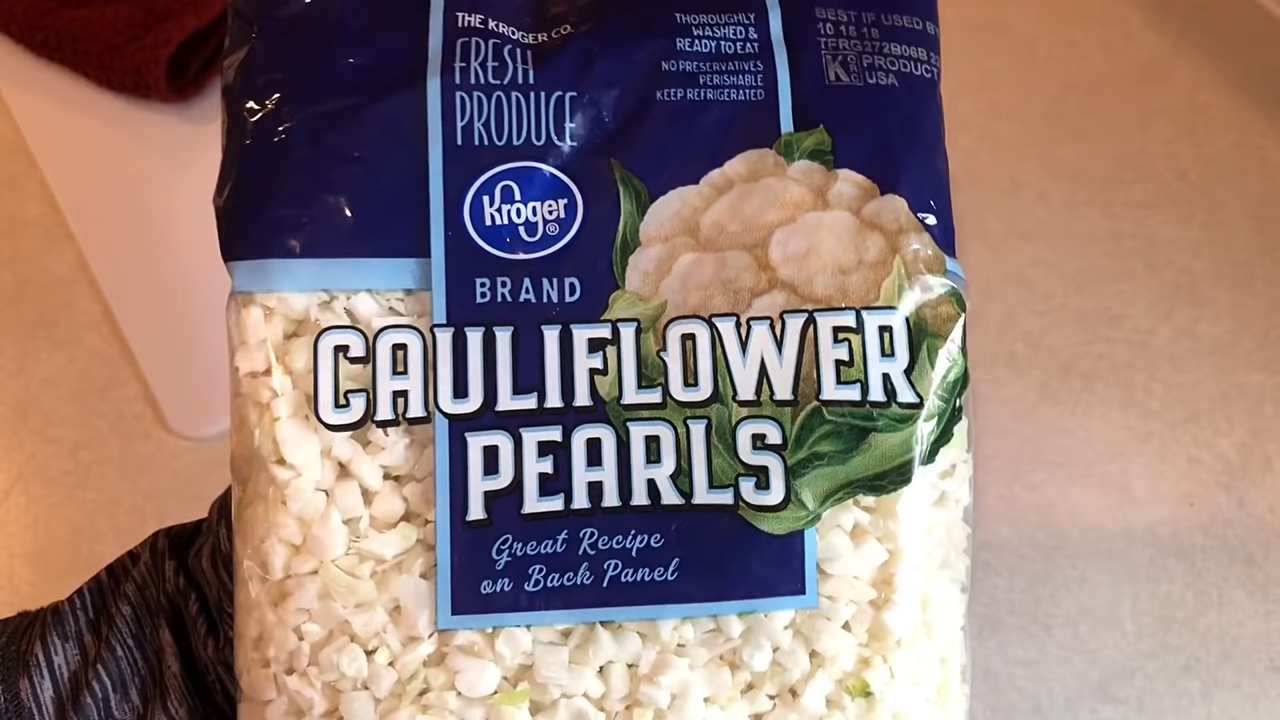 THE KROGER CO.
FRESH
PRODUCE
Kroger®
BRAND
THOROUGHLY
WASHED &
READY TO EAT
NO PRESERVATIVES
PERISHABLE
KEEP REFRIGERATED
BEST IF USED BY
10 15 18
TFRG272B06B
K
PRODUCT
USA
CAULIFLOWER
PEARLS
Great Recipe
on Back Panel